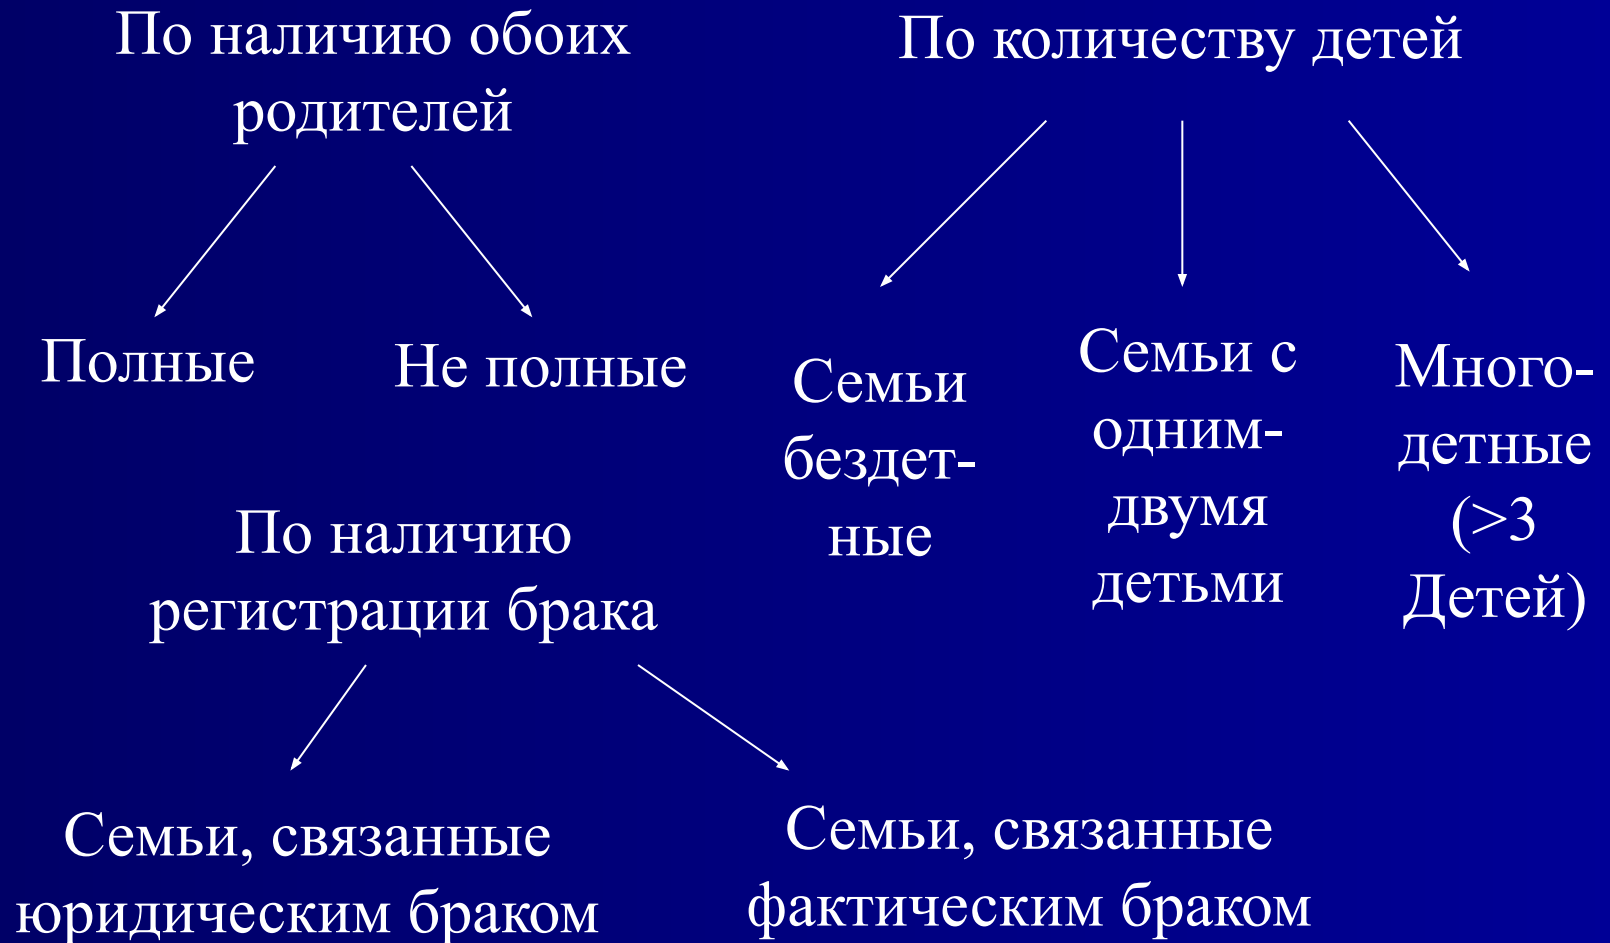 По наличию обоих
родителей
Полные
Не полные
По количеству детей
Семьи
бездет-
ные
Семьи с
одним-
двумя
детьми
Много-
детные
(>3
Детей)
По наличию
регистрации брака
Семьи, связанные
юридическим браком
Семьи, связанные
фактическим браком